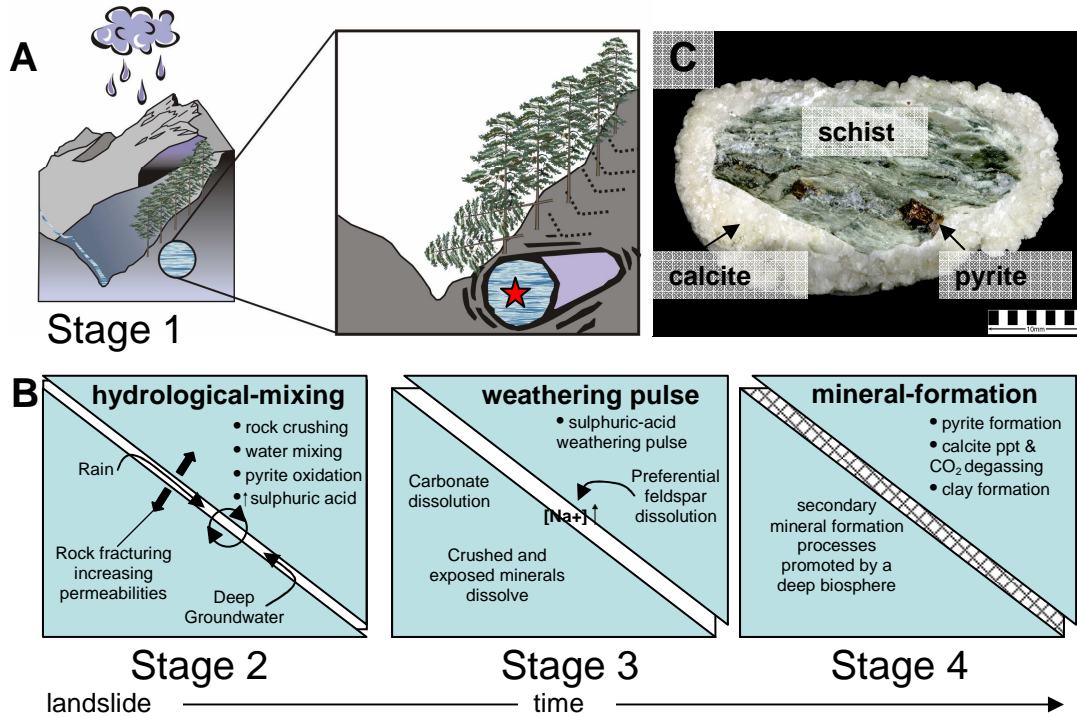 A
Stage 1
C
schist
calcite
pyrite
10mm
B
hydrological-mixing
• rock crushing
• water mixing
• pyrite oxidation
•↑sulphuric acid
Rain
Rock fracturing
increasing
permeabilities
Deep
Groundwater
Stage 2
weathering pulse
• sulphuric-acid
weathering pulse
Carbonate
dissolution
Preferential
feldspar
dissolution
[Na+]↑
Crushed and
exposed minerals
dissolve
Stage 3
mineral-formation
• pyrite formation
• calcite ppt &
CO₂ degassing
• clay formation
secondary
mineral formation
processes
promoted by a
deep biosphere
Stage 4
landslide
time